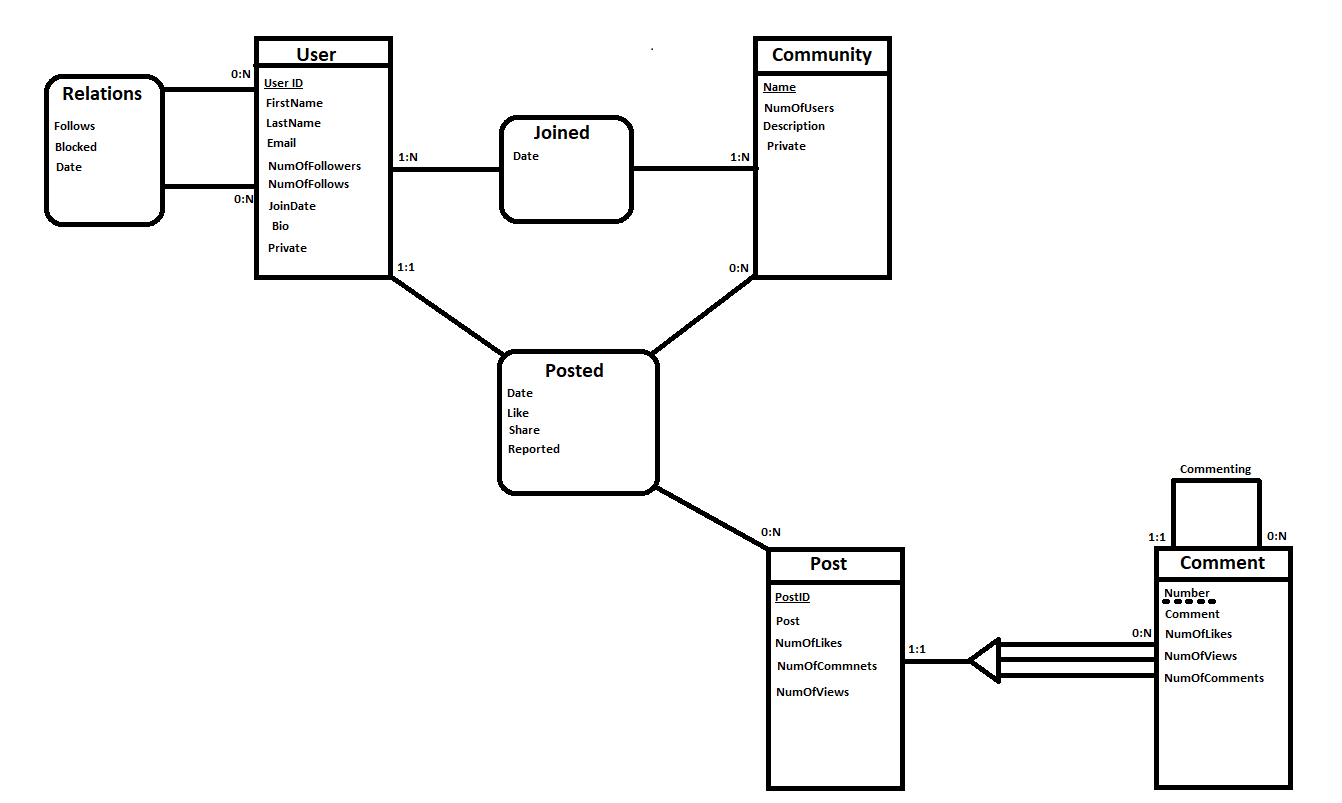 User
Community
0:N
Relations
User ID
FirstName
LastName
Email
NumOfFollowers
NumOfFollows
JoinDate
Bio
Private
Follows
Blocked
Date
0:N
1:N
Joined
Date
1:N
Name
NumOfUsers
Description
Private
1:1
0:N
Posted
Date
Like
Share
Reported
0:N
Post
PostID
Post
NumOfLikes
NumOfCommnets
NumOfViews
1:1
Commenting
1:1
0:N
Comment
Number
Comment
0:N
NumOfLikes
NumOfViews
NumOfComments